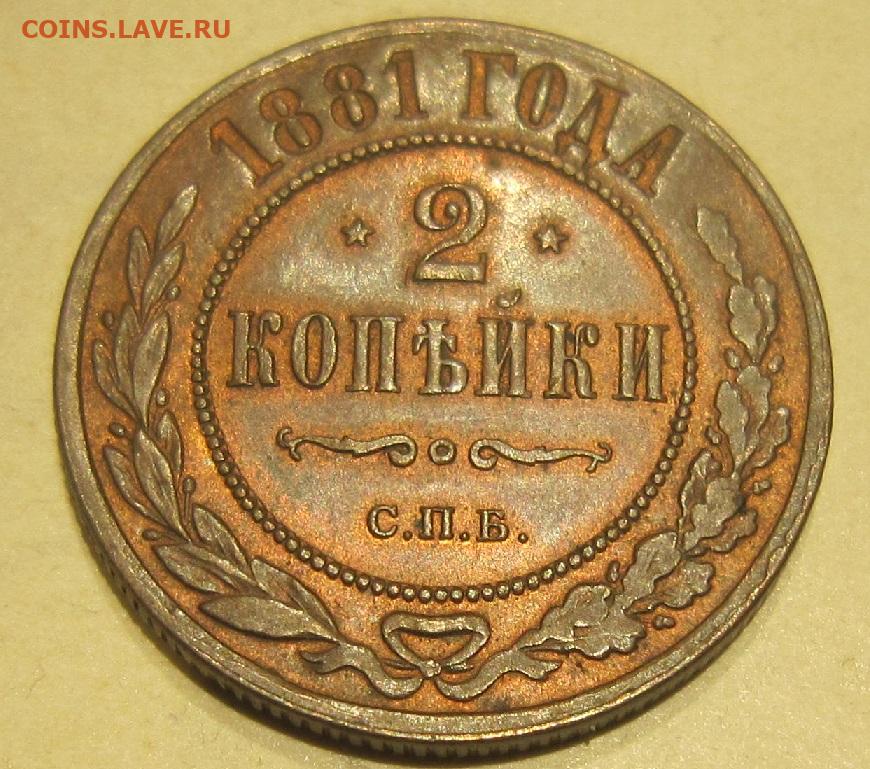 COINS.LAVE.RU
1881 ГОДА
2
КОПѢЙКИ
С.П.Б.